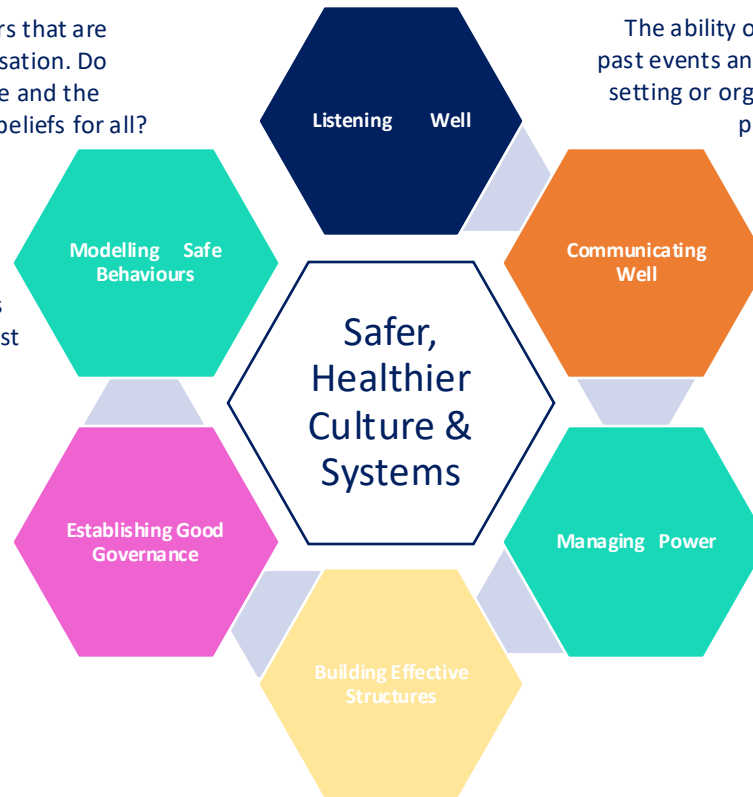 rs that are
isation. Do
e and the
beliefs for all?
The ability o
past events an
setting or org
p
Listening Well
Modelling Safe
Behaviours
Communicating
Well
s
st
Safer,
Healthier
Culture &
Systems
Establishing Good
Governance
Managing Power
Building Effective
Structures